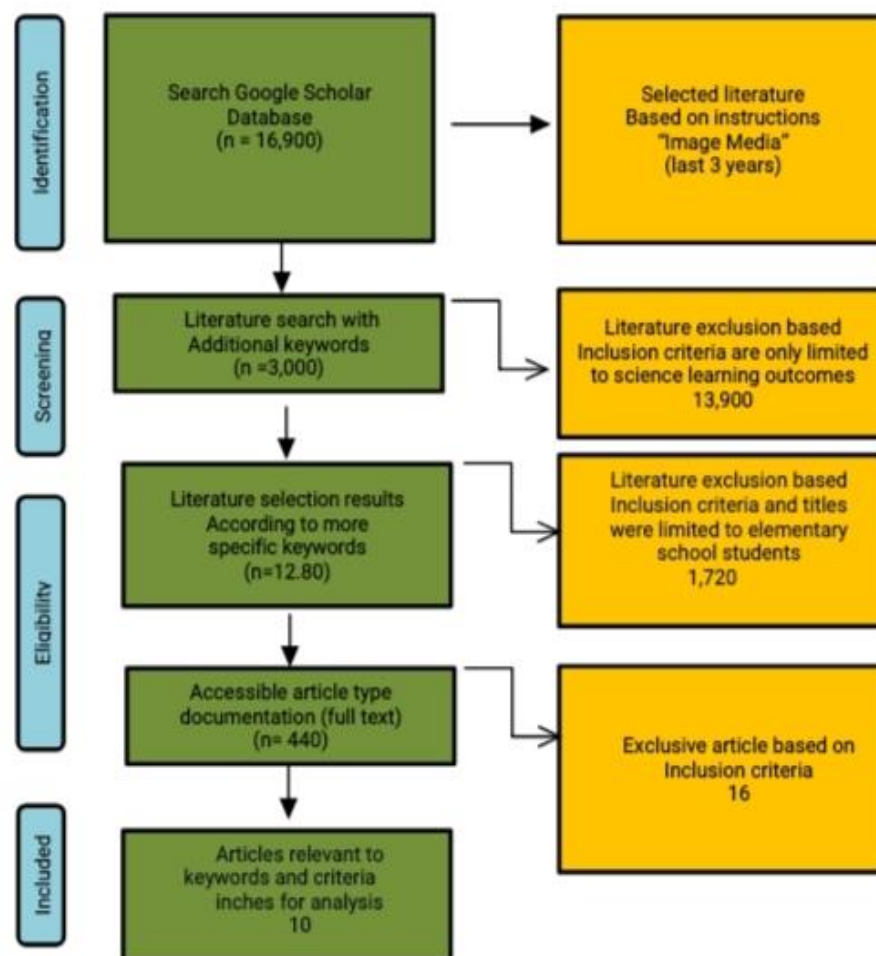 Identification
Search Google Scholar
Database
(n = 16,900)
Selected literature
Based on instructions
“Image Media”
(last 3 years)
Screening
Literature search with
Additional keywords
(n =3,000)
Literature exclusion based
Inclusion criteria are only limited
to science learning outcomes
13,900
Eligibility
Literature selection results
According to more
specific keywords
(n=12.80)
Literature exclusion based
Inclusion criteria and titles
were limited to elementary
school students
1,720
Accessible article type
documentation (full text)
(n= 440)
Exclusive article based on
Inclusion criteria
16
Included
Articles relevant to
keywords and criteria
inches for analysis
10